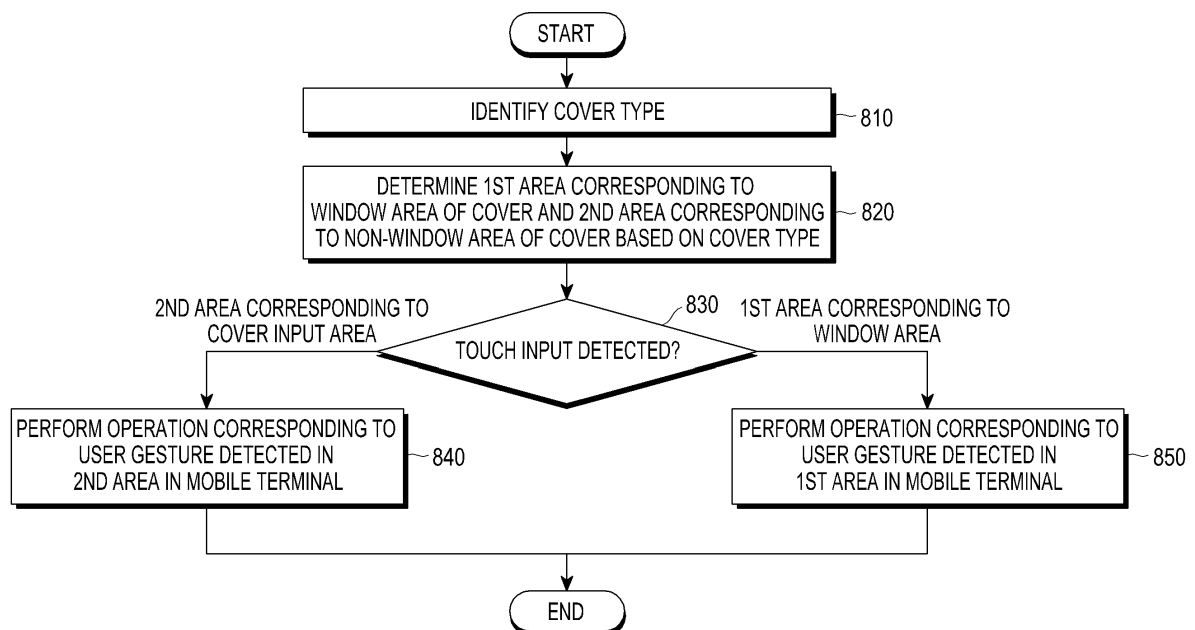 START
IDENTIFY COVER TYPE
810
DETERMINE 1ST AREA CORRESPONDING TO
WINDOW AREA OF COVER AND 2ND AREA CORRESPONDING
TO NON-WINDOW AREA OF COVER BASED ON COVER TYPE
820
830
2ND AREA CORRESPONDING TO
COVER INPUT AREA
TOUCH INPUT DETECTED?
1ST AREA CORRESPONDING TO
WINDOW AREA
PERFORM OPERATION CORRESPONDING TO
USER GESTURE DETECTED IN
2ND AREA IN MOBILE TERMINAL
840
PERFORM OPERATION CORRESPONDING TO
USER GESTURE DETECTED IN
1ST AREA IN MOBILE TERMINAL
850
END